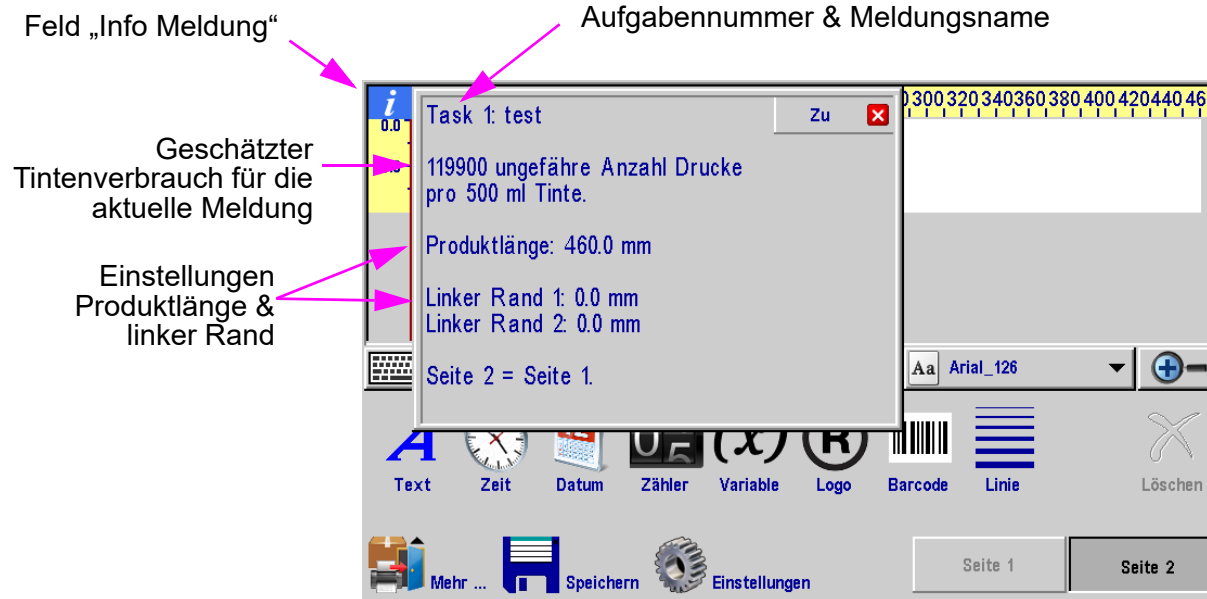 Aufgabennummer & Meldungsname
Feld „Info Meldung“
i
Task 1: test
Zu
300 320 340 360 380 400 420 440 46
0.0
Geschätzter
Tintenverbrauch für die
aktuelle Meldung
119900 ungefähre Anzahl Drucke
pro 500 ml Tinte.
Produktlänge: 460.0 mm
Einstellungen
Produktlänge &
linker Rand
Linker Rand 1: 0.0 mm
Linker Rand 2: 0.0 mm
Seite 2 = Seite 1.
Aa Arial_126
A 05 (x) R
Text Zeit Datum Zähler Variable Logo Barcode Linie Löschen
Mehr ... Speichern Einstellungen Seite 1 Seite 2